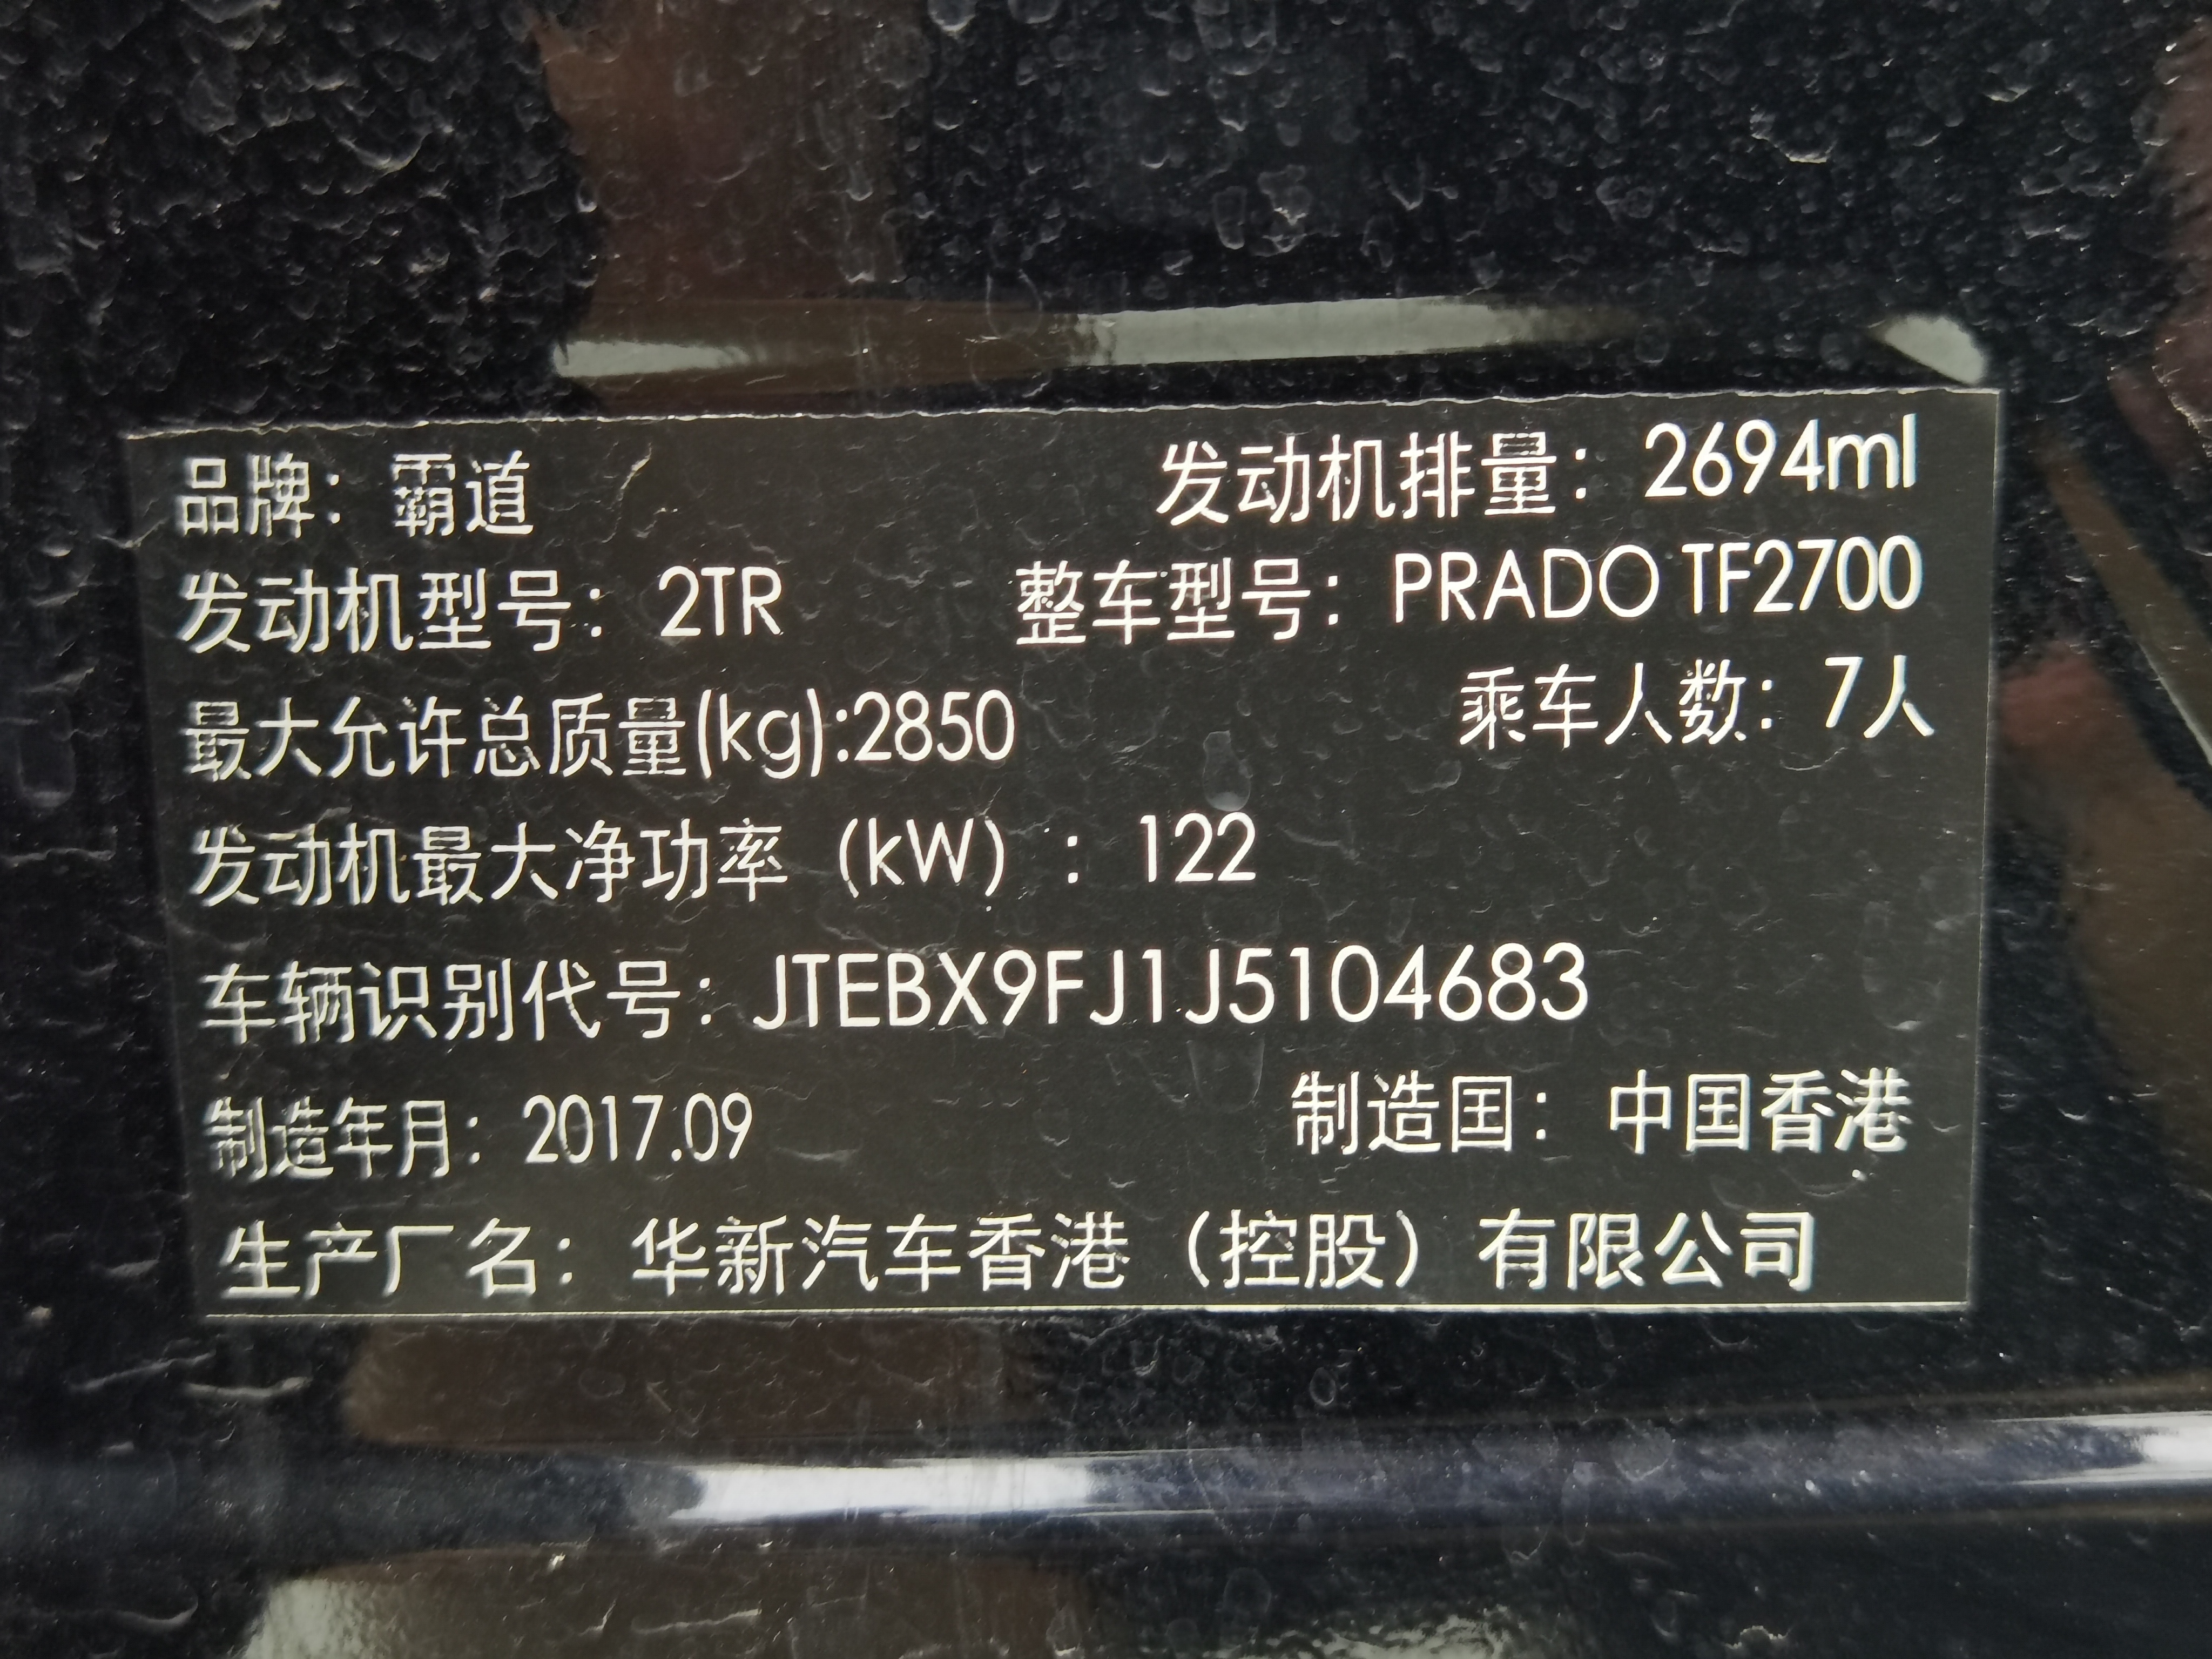 品牌：霸道 发动机排量：2694ml
发动机型号：2TR 整车型号：PRADO TF2700
最大允许总质量(kg):2850 乘车人数：7人
发动机最大净功率（kW）：122
车辆识别代号：JTEBX9FJ1J5104683
制造年月：2017.09 制造国：中国香港
生产厂名：华新汽车香港（控股）有限公司